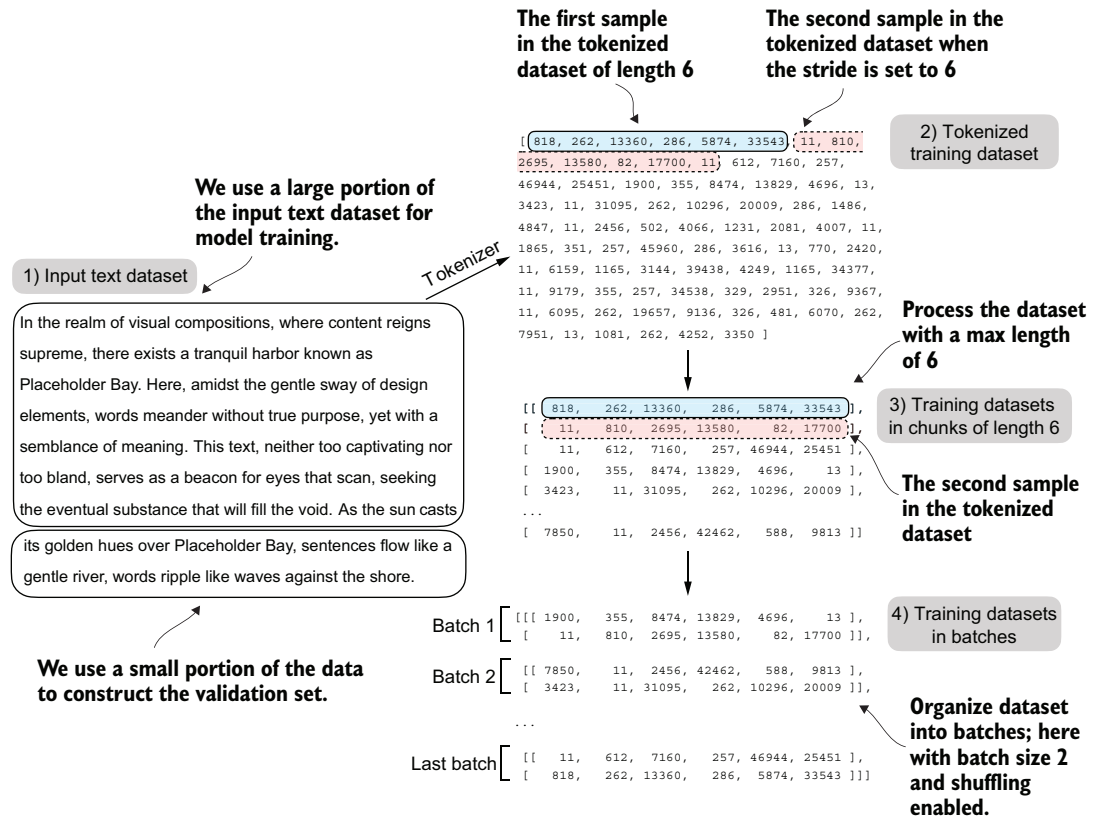 The first sample
in the tokenized
dataset of length 6
The second sample in the
tokenized dataset when
the stride is set to 6
[ 818, 262, 13360, 286, 5874, 33543, 11, 810,
2695, 13580, 82, 17700, 11, 612, 7160, 257,
46944, 25451, 1900, 355, 8474, 13829, 4696, 13,
3423, 11, 31095, 262, 10296, 20009, 286, 1486,
4847, 11, 2456, 502, 4066, 1231, 2081, 4007, 11,
1865, 351, 257, 45960, 286, 3616, 13, 770, 2420,
11, 6159, 1165, 3144, 39438, 4249, 1165, 34377,
11, 9179, 355, 257, 34538, 329, 2951, 326, 9367,
11, 6095, 262, 19657, 9136, 326, 481, 6070, 262,
7951, 13, 1081, 262, 4252, 3350 ]
2) Tokenized
training dataset
We use a large portion of
the input text dataset for
model training.
1) Input text dataset
Tokenizer
In the realm of visual compositions, where content reigns
supreme, there exists a tranquil harbor known as
Placeholder Bay. Here, amidst the gentle sway of design
elements, words meander without true purpose, yet with a
semblance of meaning. This text, neither too captivating nor
too bland, serves as a beacon for eyes that scan, seeking
the eventual substance that will fill the void. As the sun casts
its golden hues over Placeholder Bay, sentences flow like a
gentle river, words ripple like waves against the shore.
We use a small portion of the data
to construct the validation set.
Process the dataset
with a max length
of 6
[[ 818, 262, 13360, 286, 5874, 33543 ],
[ 11, 810, 2695, 13580, 82, 17700 ],
[ 11, 612, 7160, 257, 46944, 25451 ],
[ 1900, 355, 8474, 13829, 4696, 13 ],
[ 3423, 11, 31095, 262, 10296, 20009 ],
...
[ 7850, 11, 2456, 42462, 588, 9813 ]]
3) Training datasets
in chunks of length 6
The second sample
in the tokenized
dataset
Batch 1
[[[ 1900, 355, 8474, 13829, 4696, 13 ],
[ 11, 810, 2695, 13580, 82, 17700 ]],
Batch 2
[[ 7850, 11, 2456, 42462, 588, 9813 ],
[ 3423, 11, 31095, 262, 10296, 20009 ]],
...
Last batch
[[ 11, 612, 7160, 257, 46944, 25451 ],
[ 818, 262, 13360, 286, 5874, 33543 ]]]
4) Training datasets
in batches
Organize dataset
into batches; here
with batch size 2
and shuffling
enabled.